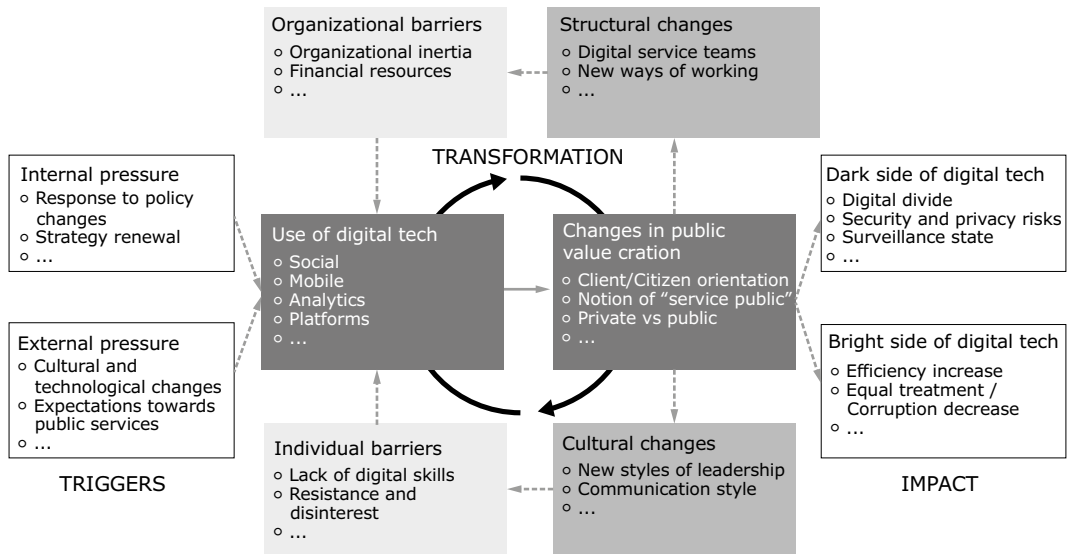 Organizational barriers
○ Organizational inertia
○ Financial resources
○ ...
Structural changes
○ Digital service teams
○ New ways of working
○ ...
TRANSFORMATION
Internal pressure
○ Response to policy
changes
○ Strategy renewal
○ ...
External pressure
○ Cultural and
technological changes
○ Expectations towards
public services
○ ...
TRIGGERS
Use of digital tech
○ Social
○ Mobile
○ Analytics
○ Platforms
○ ...
Changes in public
value cration
○ Client/Citizen orientation
○ Notion of “service public”
○ Private vs public
○ ...
Dark side of digital tech
○ Digital divide
○ Security and privacy risks
○ Surveillance state
○ ...
Bright side of digital tech
○ Efficiency increase
○ Equal treatment /
Corruption decrease
○ ...
IMPACT
Individual barriers
○ Lack of digital skills
○ Resistance and
disinterest
○ ...
Cultural changes
○ New styles of leadership
○ Communication style
○ ...